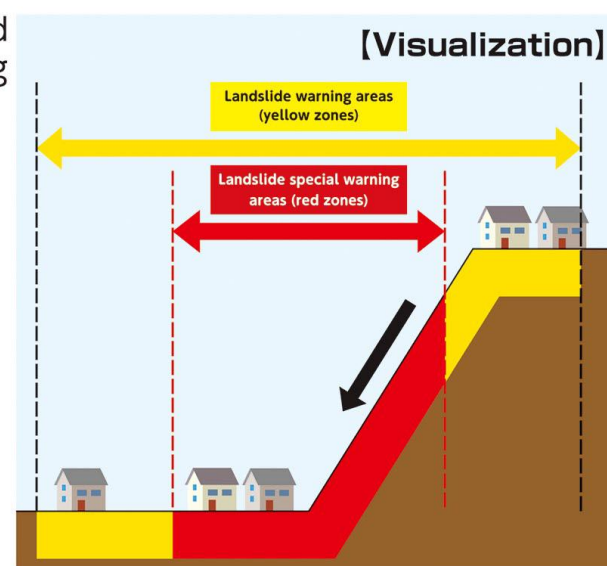 d
g
【Visualization】
Landslide warning areas
(yellow zones)
Landslide special warning
areas (red zones)